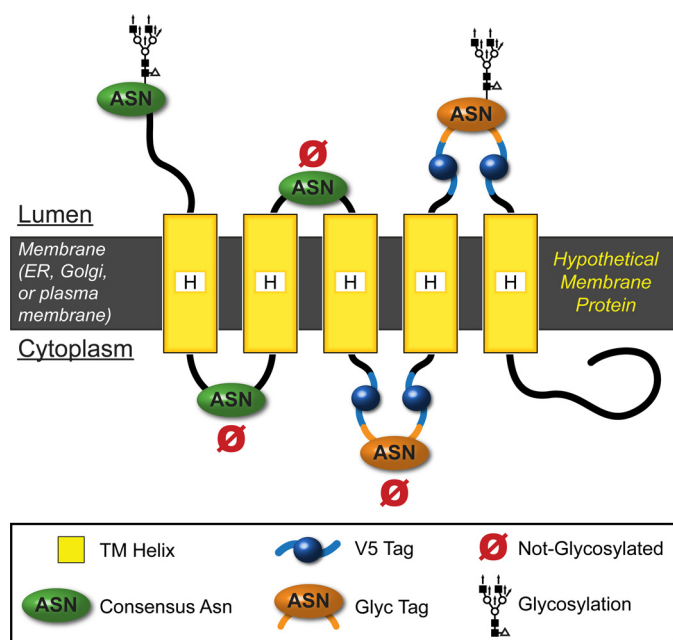 ASN
ASN
Ø
ASN
Lumen
Membrane
(ER, Golgi,
or plasma
membrane)
H
H
H
H
H
Hypothetical
Membrane
Protein
Cytoplasm
ASN
Ø
ASN
Ø
TM Helix
V5 Tag
Ø
Not-Glycosylated
ASN
Consensus Asn
ASN
Glyc Tag
Glycosylation